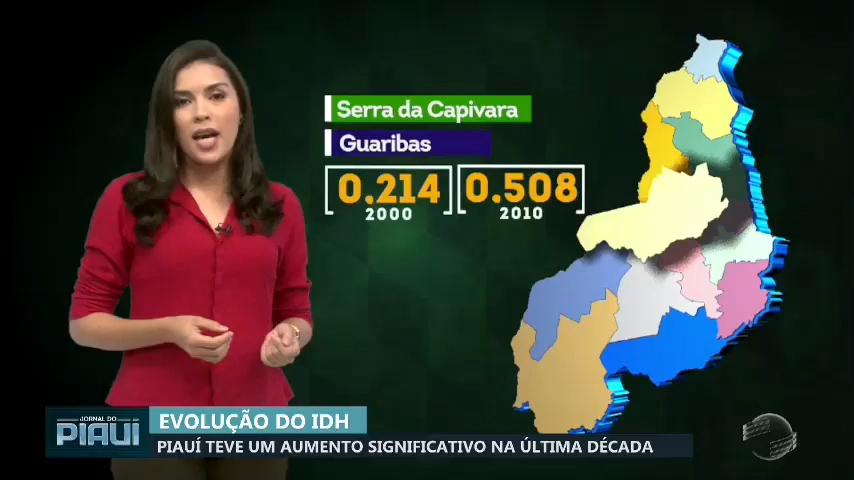 Serra da Capivara
Guaribas
0.214
2000
0.508
2010
JORNAL DO
PIAUÍ
EVOLUÇÃO DO IDH
PIAUÍ TEVE UM AUMENTO SIGNIFICATIVO NA ÚLTIMA DÉCADA